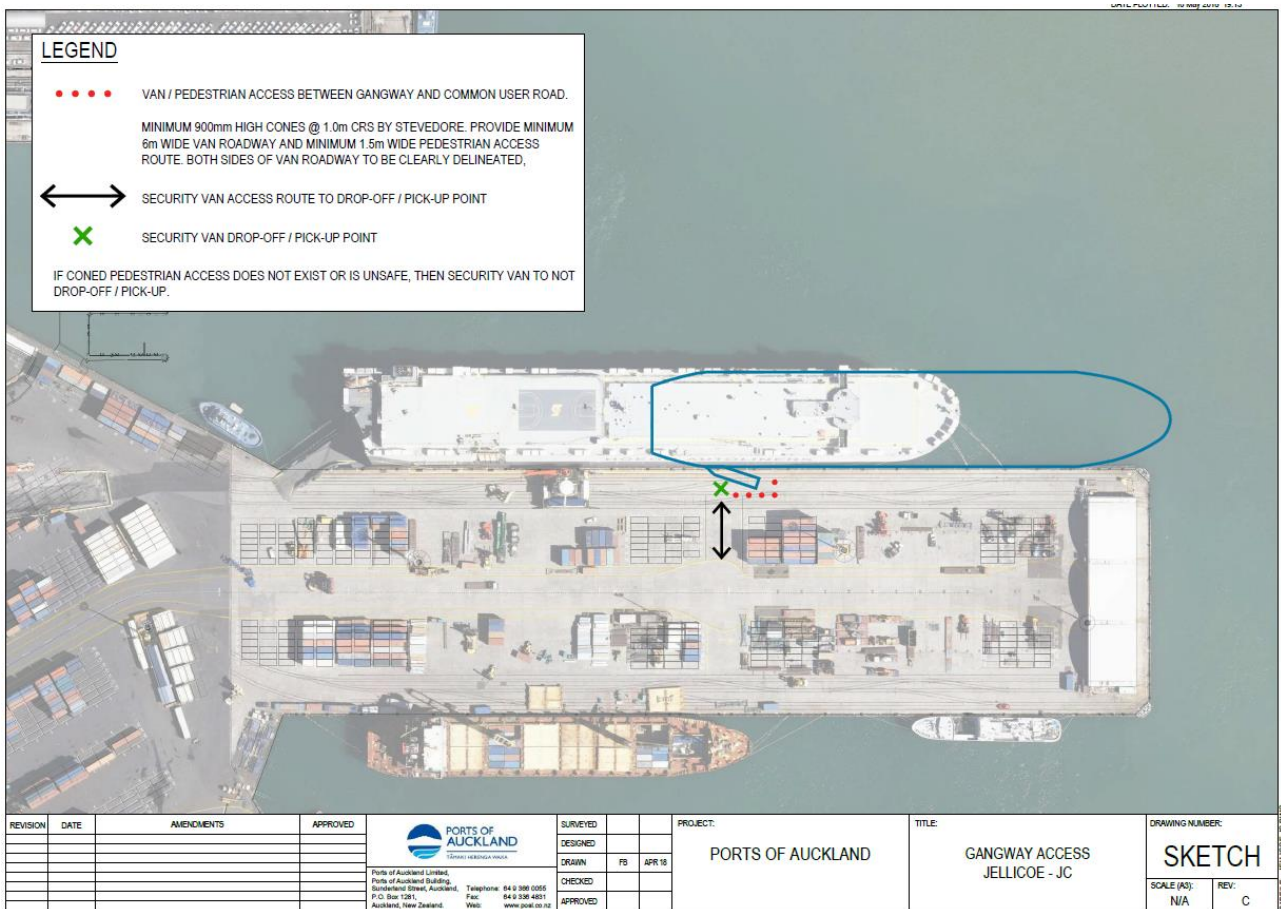 LEGEND
VAN / PEDESTRIAN ACCESS BETWEEN GANGWAY AND COMMON USER ROAD.
MINIMUM 900mm HIGH CONES @ 1.0m CRS BY STEVEDORE. PROVIDE MINIMUM
6m WIDE VAN ROADWAY AND MINIMUM 1.5m WIDE PEDESTRIAN ACCESS
ROUTE. BOTH SIDES OF VAN ROADWAY TO BE CLEARLY DELINEATED,
SECURITY VAN ACCESS ROUTE TO DROP-OFF / PICK-UP POINT
SECURITY VAN DROP-OFF / PICK-UP POINT
IF CONED PEDESTRIAN ACCESS DOES NOT EXIST OR IS UNSAFE, THEN SECURITY VAN TO NOT
DROP-OFF / PICK-UP.
REVISION DATE AMENDMENTS APPROVED
PORTS OF
AUCKLAND
TĀMAKI HERENGA WAKA
Ports of Auckland Limited,
Ports of Auckland Building,
Sunderland Street, Auckland,
P.O. Box 1281,
Auckland, New Zealand.
Telephone: 64 9 366 0055
Fax: 64 9 336 4831
Web: www.poal.co.nz
SURVEYED
DESIGNED
DRAWN FB APR 18
CHECKED
APPROVED
PROJECT:
PORTS OF AUCKLAND
TITLE:
GANGWAY ACCESS
JELLICOE - JC
DRAWING NUMBER:
SKETCH
SCALE (A3): REV:
N/A C